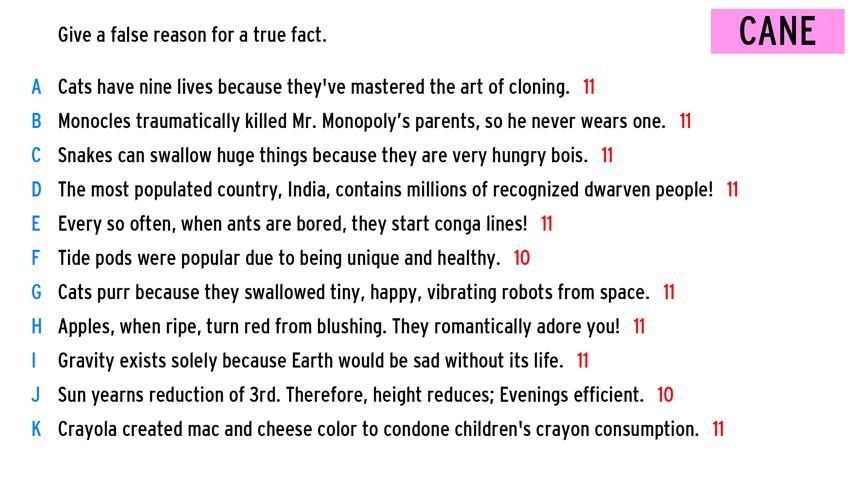 Give a false reason for a true fact.
CANE
A Cats have nine lives because they've mastered the art of cloning. 11
B Monocles traumatically killed Mr. Monopoly’s parents, so he never wears one. 11
C Snakes can swallow huge things because they are very hungry bois. 11
D The most populated country, India, contains millions of recognized dwarven people! 11
E Every so often, when ants are bored, they start conga lines! 11
F Tide pods were popular due to being unique and healthy. 10
G Cats purr because they swallowed tiny, happy, vibrating robots from space. 11
H Apples, when ripe, turn red from blushing. They romantically adore you! 11
I Gravity exists solely because Earth would be sad without its life. 11
J Sun yearns reduction of 3rd. Therefore, height reduces; Evenings efficient. 10
K Crayola created mac and cheese color to condone children's crayon consumption. 11